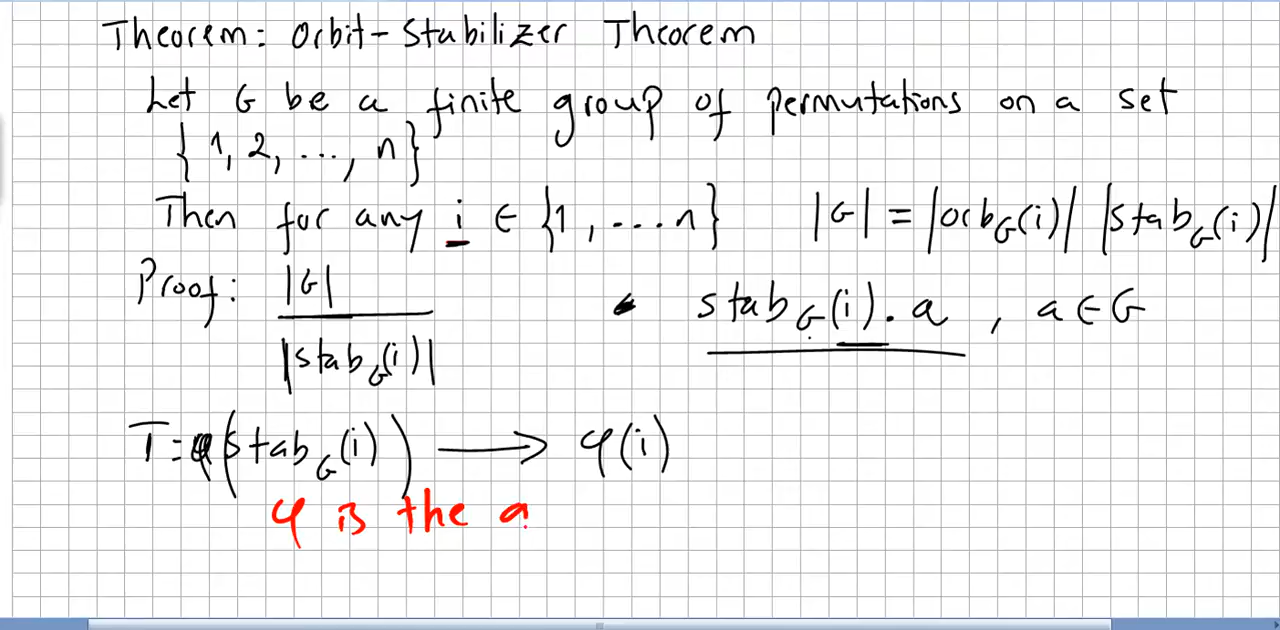 Theorem: Orbit-Stabilizer Theorem
Let G be a finite group of permutations on a set
{1, 2, ..., n}
Then for any i ∈ {1, ... n} |G| = |orb_G(i)| |stab_G(i)|
Proof: |G| / |stab_G(i)| stab_G(i) . a , a ∈ G
T: φ(stab_G(i)) ⟶ φ(i)
φ is the a